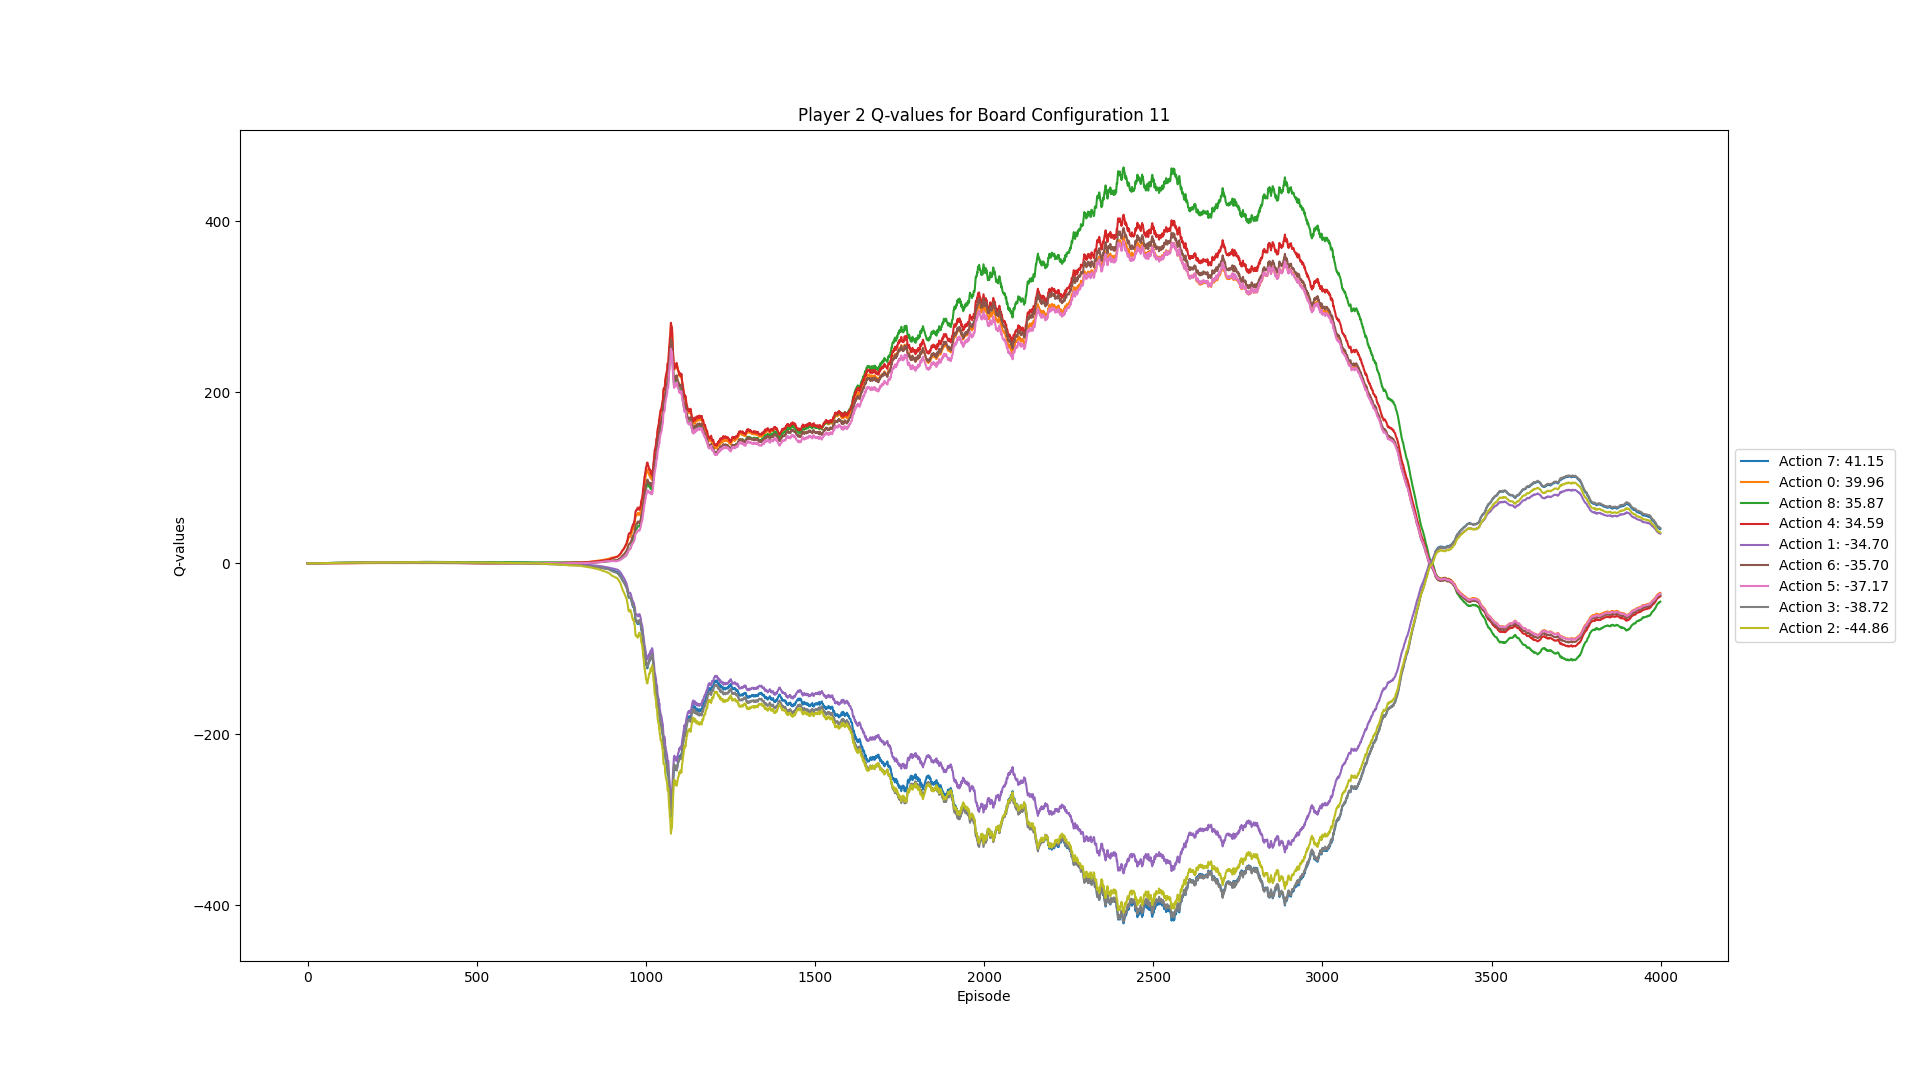 Player 2 Q-values for Board Configuration 11
400
200
0
−200
−400
Q-values
0
500
1000
1500
2000
2500
3000
3500
4000
Episode
Action 7: 41.15
Action 0: 39.96
Action 8: 35.87
Action 4: 34.59
Action 1: -34.70
Action 6: -35.70
Action 5: -37.17
Action 3: -38.72
Action 2: -44.86